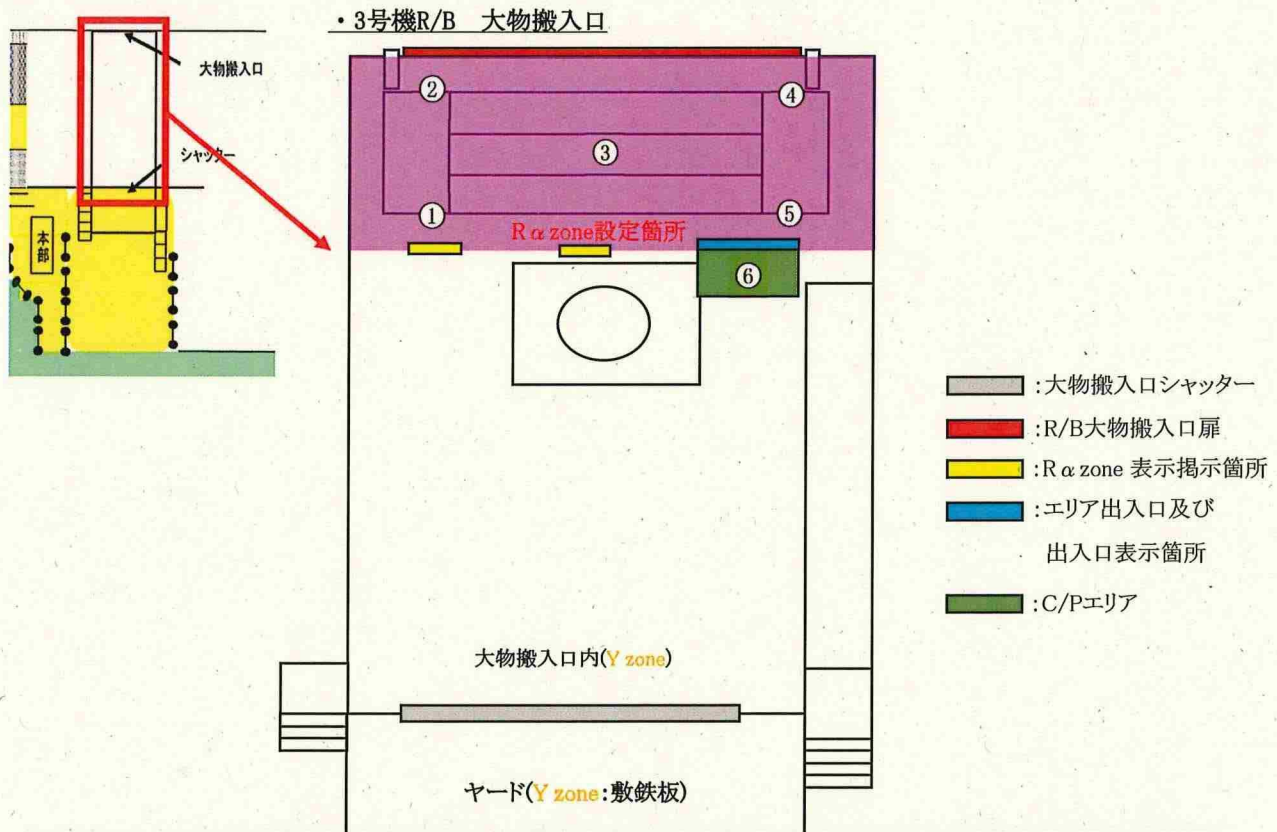 ・3号機R/B　大物搬入口
大物搬入口
シャッター
本部
②
④
③
①
⑤
Rα zone設定箇所
⑥
:大物搬入口シャッター
:R/B大物搬入口扉
:Rα zone 表示掲示箇所
:エリア出入口及び
出入口表示箇所
:C/Pエリア
大物搬入口内(Y zone)
ヤード(Y zone:敷鉄板)